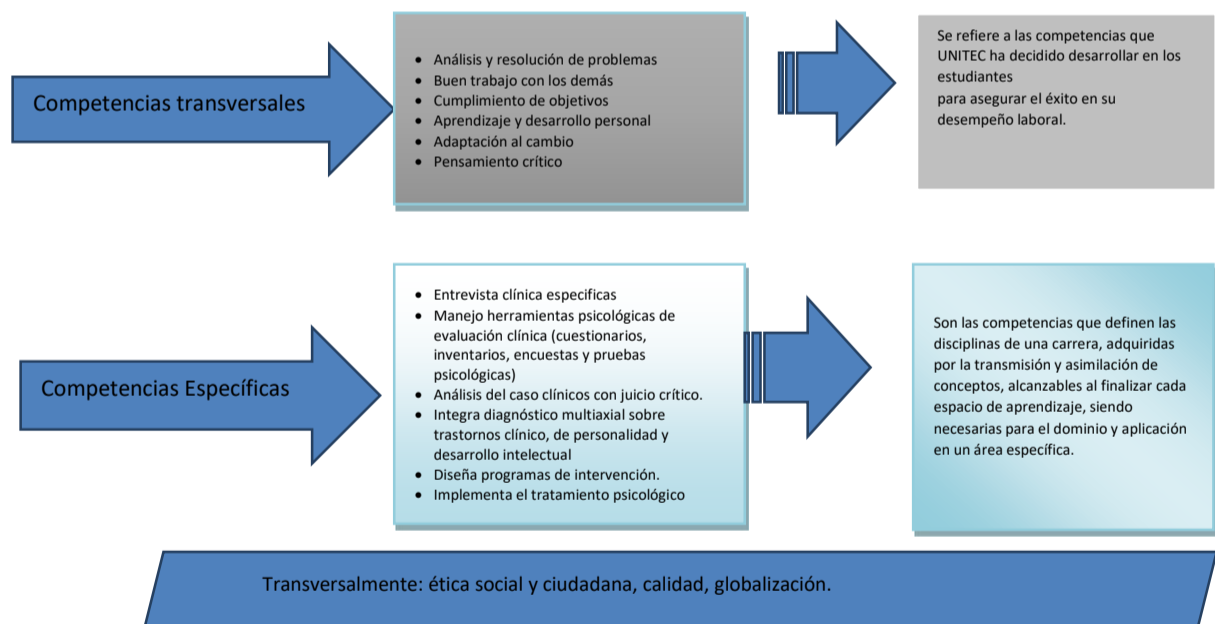 Competencias transversales
• Análisis y resolución de problemas
• Buen trabajo con los demás
• Cumplimiento de objetivos
• Aprendizaje y desarrollo personal
• Adaptación al cambio
• Pensamiento crítico
Se refiere a las competencias que
UNITEC ha decidido desarrollar en los
estudiantes
para asegurar el éxito en su
desempeño laboral.
Competencias Específicas
• Entrevista clínica especificas
• Manejo herramientas psicológicas de
evaluación clínica (cuestionarios,
inventarios, encuestas y pruebas
psicológicas)
• Análisis del caso clínicos con juicio crítico.
• Integra diagnóstico multiaxial sobre
trastornos clínico, de personalidad y
desarrollo intelectual
• Diseña programas de intervención.
• Implementa el tratamiento psicológico
Son las competencias que definen las
disciplinas de una carrera, adquiridas
por la transmisión y asimilación de
conceptos, alcanzables al finalizar cada
espacio de aprendizaje, siendo
necesarias para el dominio y aplicación
en un área específica.
Transversalmente: ética social y ciudadana, calidad, globalización.